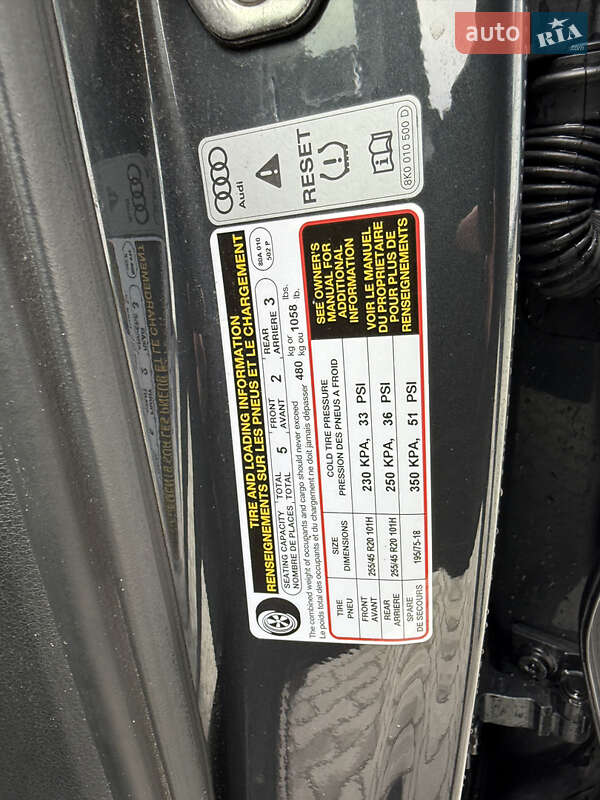 auto RIA
Audi
RESET
8K0 010 500 D
TIRE AND LOADING INFORMATION
RENSEIGNEMENTS SUR LES PNEUS ET LE CHARGEMENT
80A 010
502 P
SEATING CAPACITY TOTAL 5 FRONT 2 REAR 3
NOMBRE DE PLACES TOTAL AVANT ARRIERE
The combined weight of occupants and cargo should never exceed 480 kg or 1058 lbs.
Le poids total des occupants et du chargement ne doit jamais dépasser kg ou lb.
TIRE SIZE COLD TIRE PRESSURE
PNEU DIMENSIONS PRESSION DES PNEUS A FROID
FRONT 255/45 R20 101H 230 KPA, 33 PSI
AVANT
REAR 255/45 R20 101H 250 KPA, 36 PSI
ARRIERE
SPARE 195/75-18 350 KPA, 51 PSI
DE SECOURS
SEE OWNER'S
MANUAL FOR
ADDITIONAL
INFORMATION
VOIR LE MANUEL
DU PROPRIETAIRE
POUR PLUS DE
RENSEIGNEMENTS